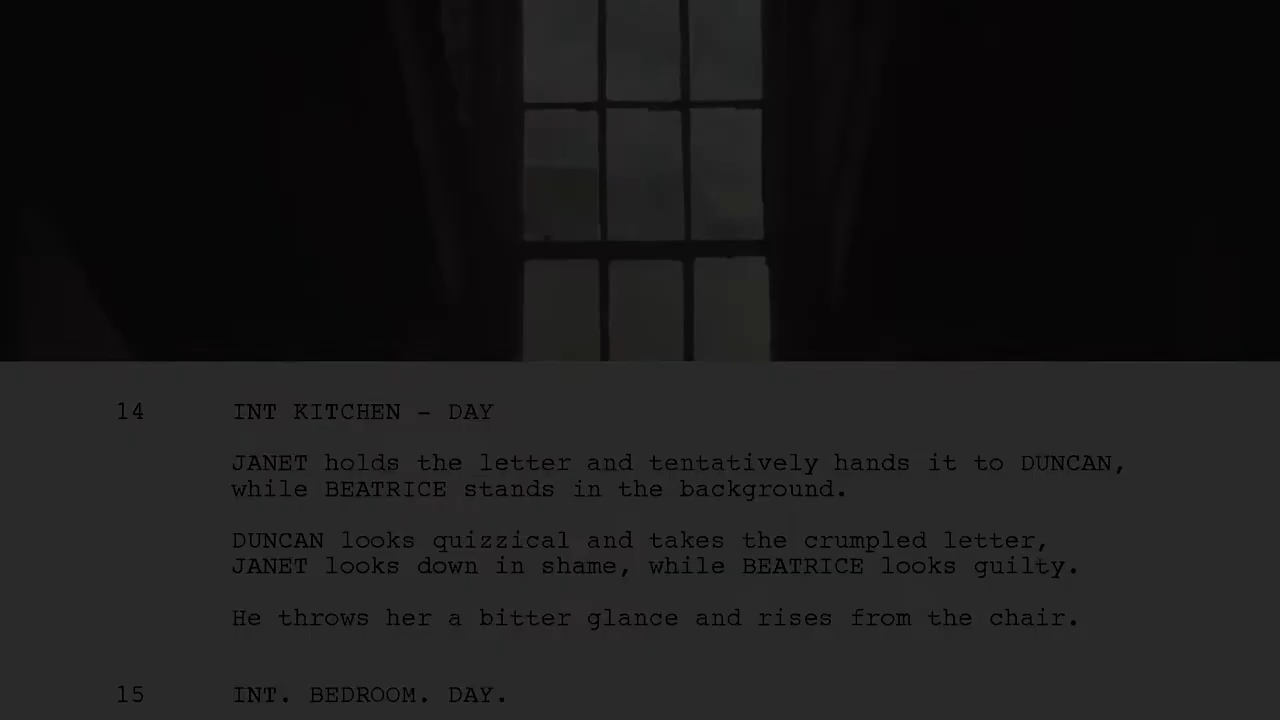 14 INT KITCHEN - DAY
JANET holds the letter and tentatively hands it to DUNCAN,
while BEATRICE stands in the background.
DUNCAN looks quizzical and takes the crumpled letter,
JANET looks down in shame, while BEATRICE looks guilty.
He throws her a bitter glance and rises from the chair.
15 INT. BEDROOM. DAY.